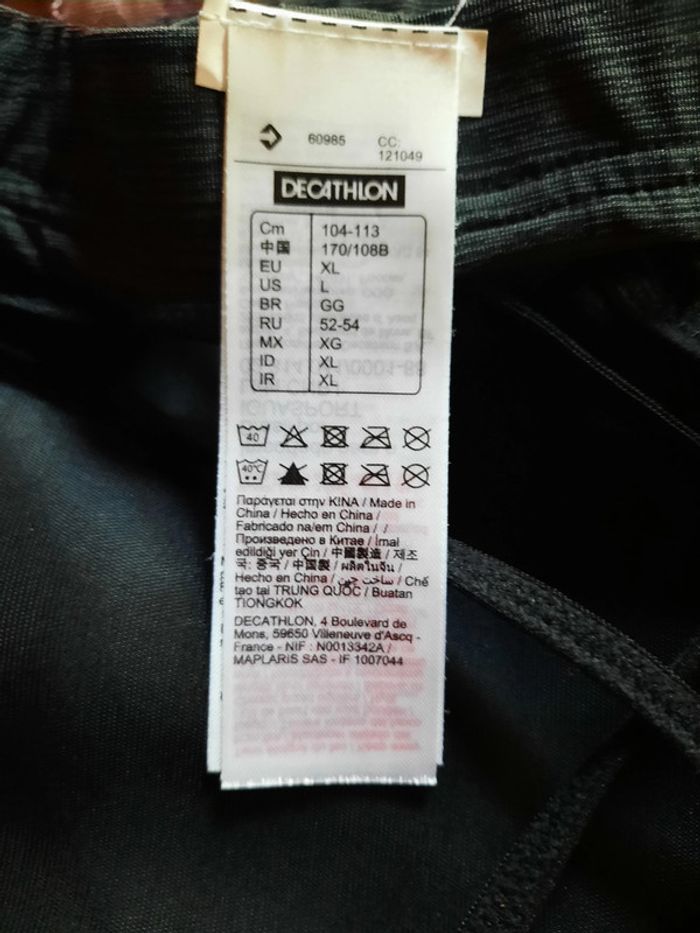 60985 CC:
121049
DECATHLON
Cm 104-113
中国 170/108B
EU XL
US L
BR GG
RU 52-54
MX XG
ID XL
IR XL
40
40°C
Παράγεται στην ΚΙΝΑ / Made in
China / Hecho en China /
Fabricado na/em China / /
Произведено в Китае / İmal
edildiği yer Çin / 中國製造 / 제조
국: 중국 / 中国製 / ผลิตในจีน /
Hecho en China / ساخت چین / Chế
tạo tại TRUNG QUỐC / Buatan
TIONGKOK
DECATHLON, 4 Boulevard de
Mons, 59650 Villeneuve d'Ascq -
France - NIF : N0013342A /
MAPLARIS SAS - IF 1007044